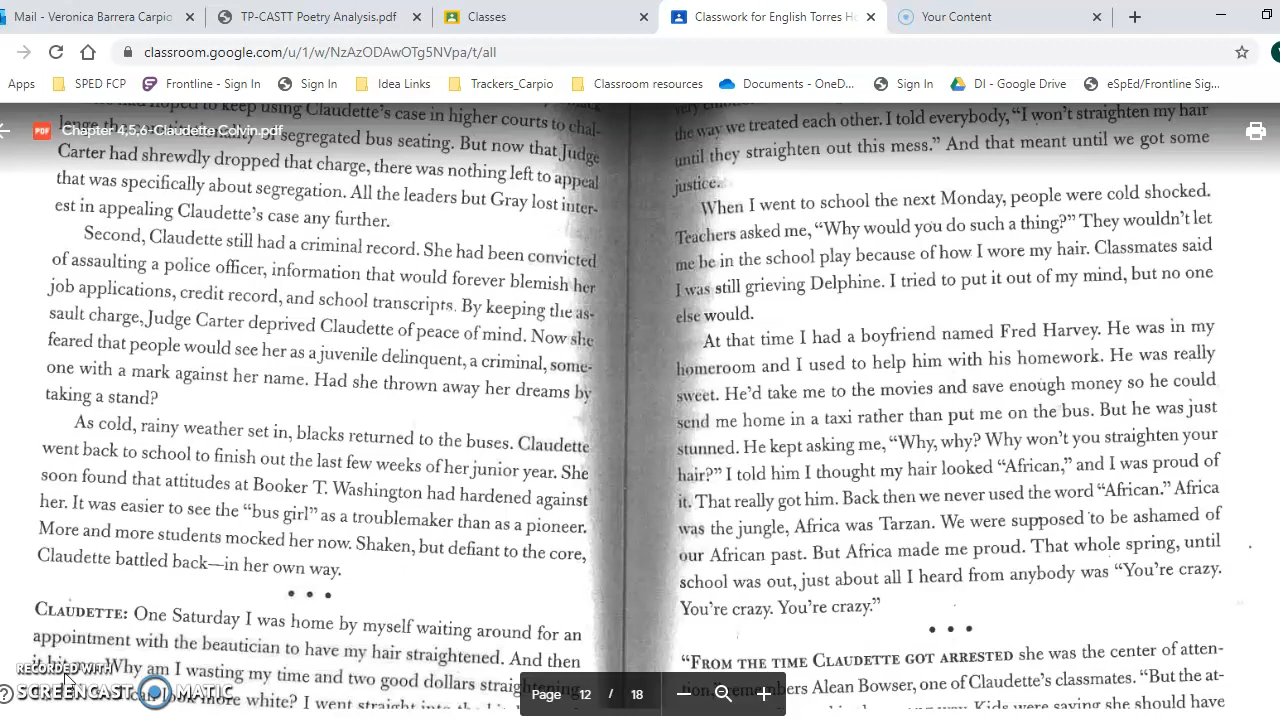 Mail - Veronica Barrera Carpio
TP-CASTT Poetry Analysis.pdf
Classes
Classwork for English Torres H
Your Content
classroom.google.com/u/1/w/NzAzODAwOTg5NVpa/t/all
Apps
SPED FCP
Frontline - Sign In
Sign In
Idea Links
Trackers_Carpio
Classroom resources
Documents - OneD...
Sign In
DI - Google Drive
eSpEd/Frontline Sig...
PDF
Chapter 4,5,6-Claudette Colvin.pdf
hoped to keep using Claudette's case in higher courts to chal-
segregated bus seating. But now that Judge
Carter had shrewdly dropped that charge, there was nothing left to appeal
that was specifically about segregation. All the leaders but Gray lost inter-
est in appealing Claudette's case any further.
Second, Claudette still had a criminal record. She had been convicted
of assaulting a police officer, information that would forever blemish her
job applications, credit record, and school transcripts. By keeping the as-
sault charge, Judge Carter deprived Claudette of peace of mind. Now she
feared that people would see her as a juvenile delinquent, a criminal, some-
one with a mark against her name. Had she thrown away her dreams by
taking a stand?
As cold, rainy weather set in, blacks returned to the buses. Claudette
went back to school to finish out the last few weeks of her junior year. She
soon found that attitudes at Booker T. Washington had hardened against
her. It was easier to see the "bus girl" as a troublemaker than as a pioneer.
More and more students mocked her now. Shaken, but defiant to the core,
Claudette battled back—in her own way.
• • •
CLAUDETTE: One Saturday I was home by myself waiting around for an
appointment with the beautician to have my hair straightened. And then
Why am I wasting my time and two good dollars straightening
white? I went straight into the
the way we treated each other. I told everybody, "I won't straighten my hair
until they straighten out this mess." And that meant until we got some
justice.
When I went to school the next Monday, people were cold shocked.
Teachers asked me, "Why would you do such a thing?" They wouldn't let
me be in the school play because of how I wore my hair. Classmates said
I was still grieving Delphine. I tried to put it out of my mind, but no one
else would.
At that time I had a boyfriend named Fred Harvey. He was in my
homeroom and I used to help him with his homework. He was really
sweet. He'd take me to the movies and save enough money so he could
send me home in a taxi rather than put me on the bus. But he was just
stunned. He kept asking me, "Why, why? Why won't you straighten your
hair?" I told him I thought my hair looked "African," and I was proud of
it. That really got him. Back then we never used the word "African." Africa
was the jungle, Africa was Tarzan. We were supposed to be ashamed of
our African past. But Africa made me proud. That whole spring, until
school was out, just about all I heard from anybody was "You're crazy.
You're crazy. You're crazy."
• • •
"FROM THE TIME CLAUDETTE GOT ARRESTED she was the center of atten-
tion," remembers Alean Bowser, one of Claudette's classmates. "But the at-
way. Kids were saying she should have
RECORDED WITH
SCREENCAST MATIC
Page 12 / 18